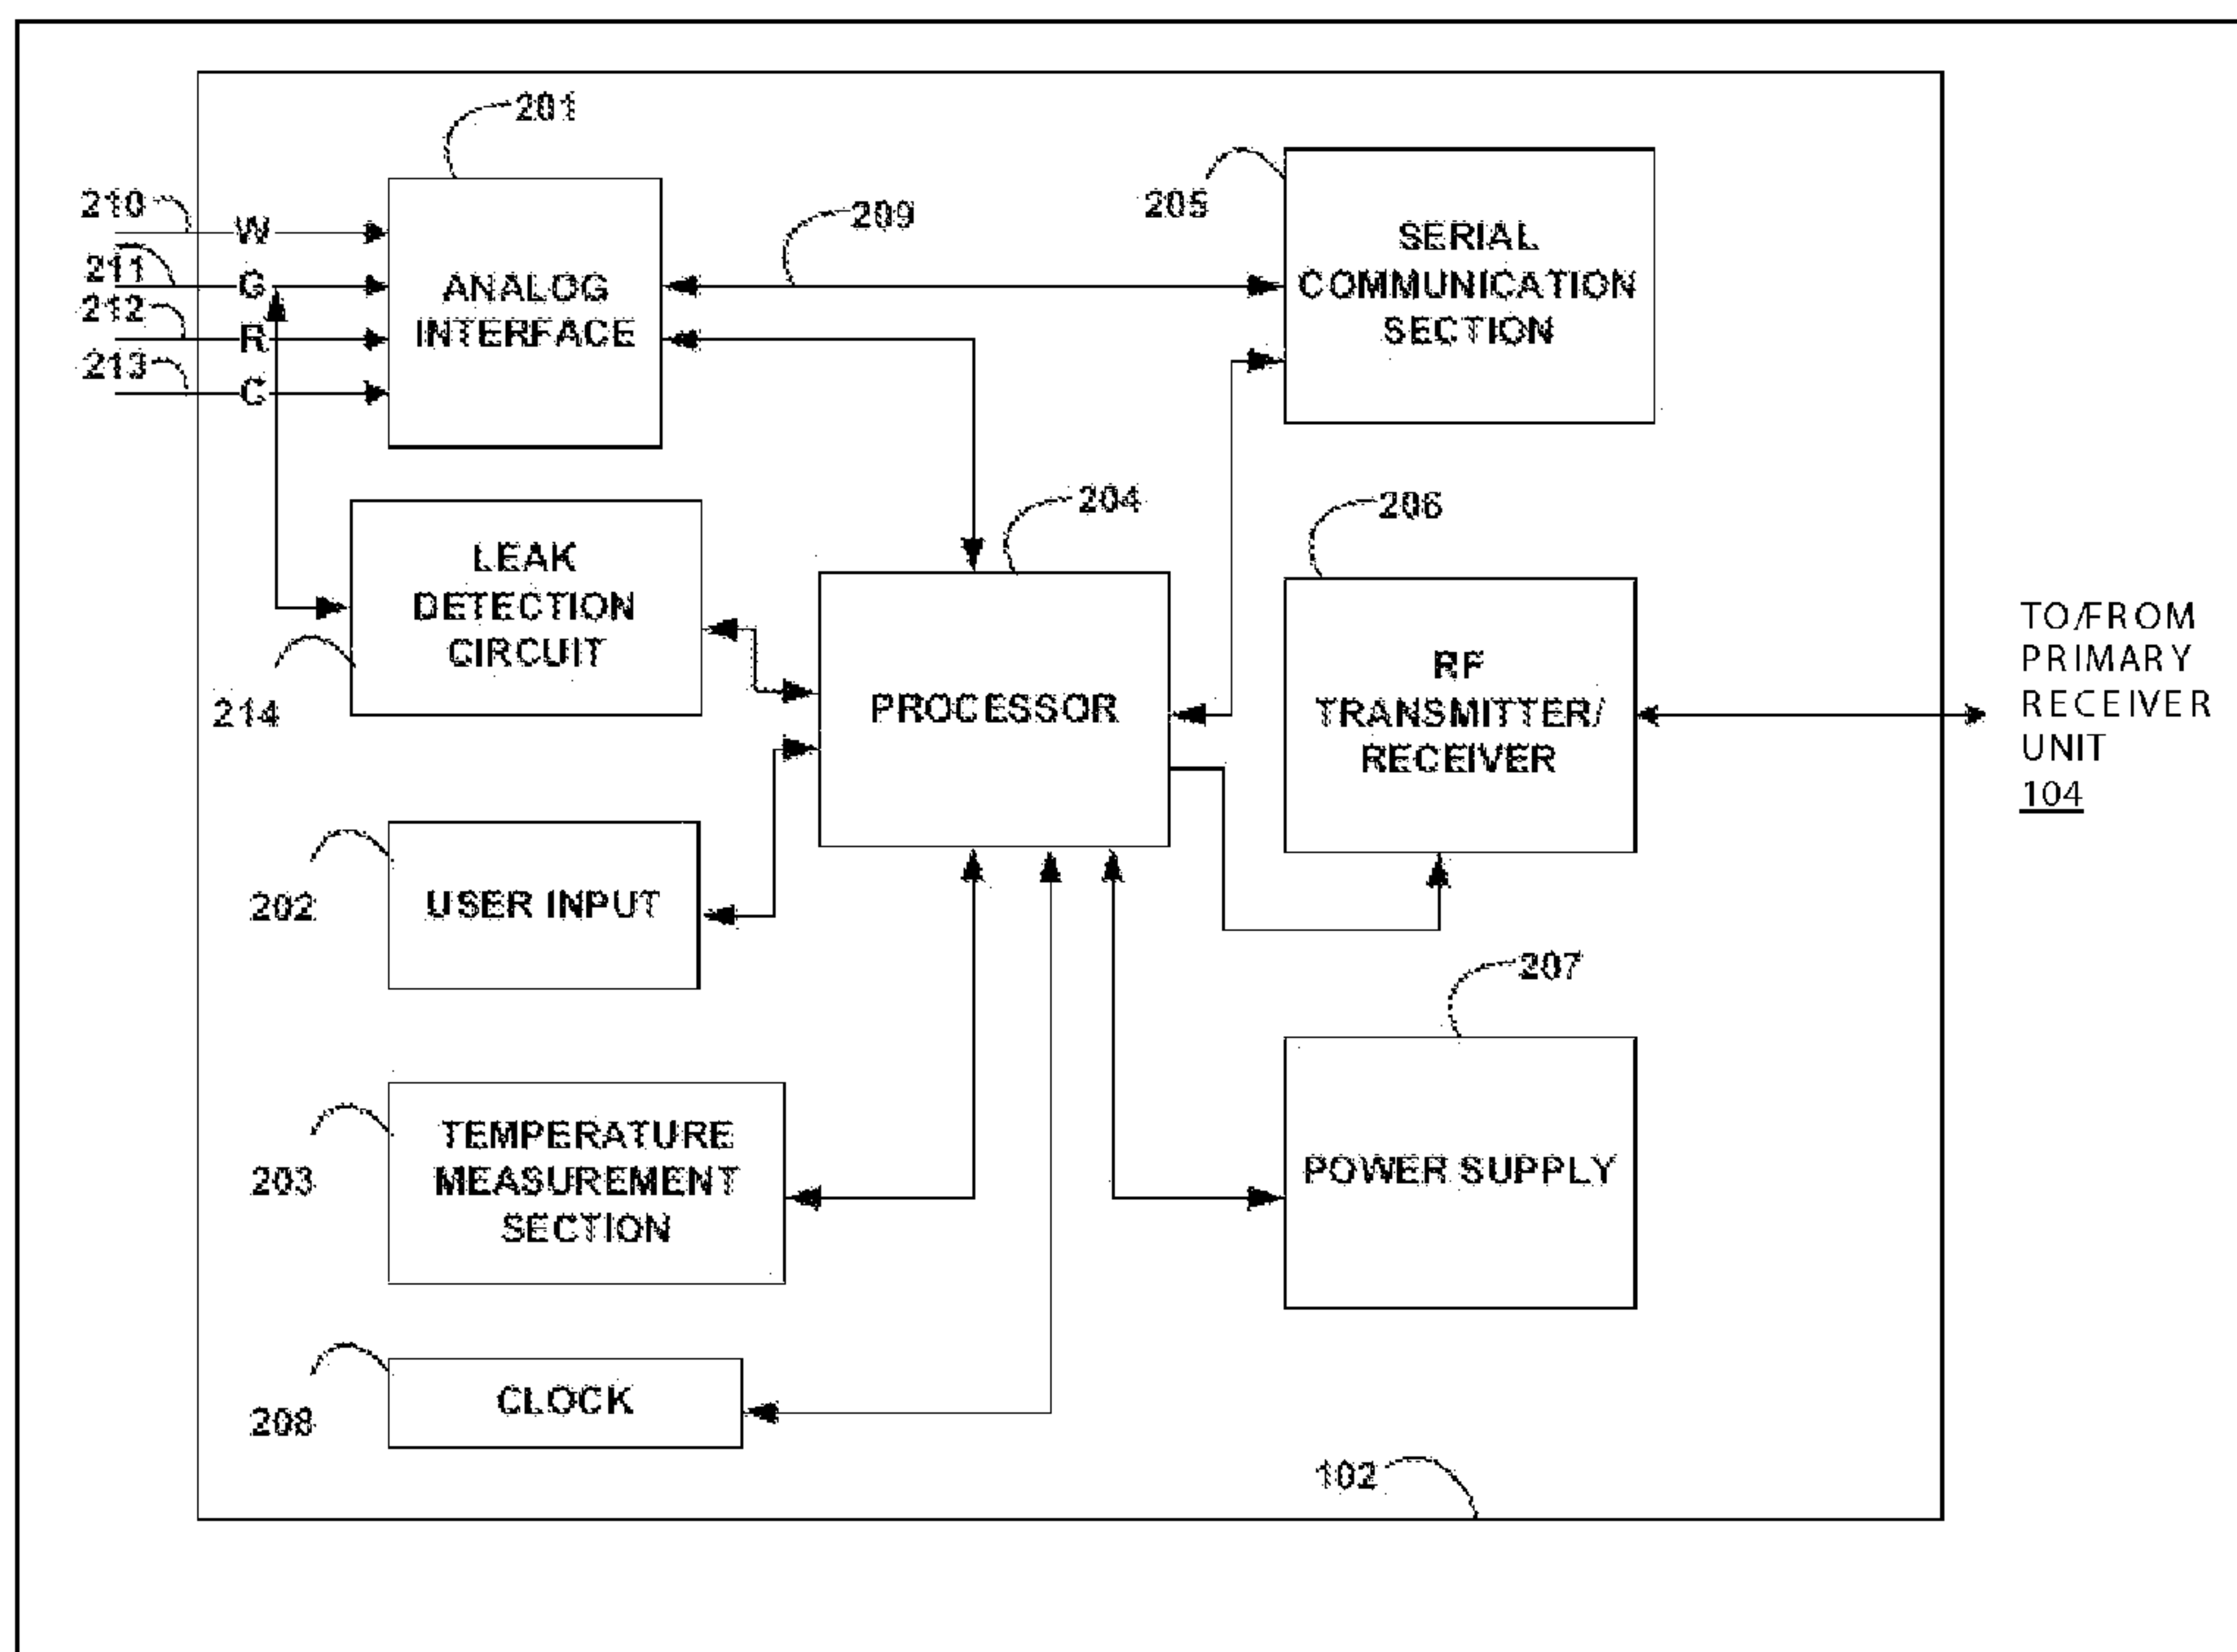 201
210
W
211
G
212
R
213
C
ANALOG
INTERFACE
209
205
SERIAL
COMMUNICATION
SECTION
LEAK
DETECTION
CIRCUIT
214
204
PROCESSOR
206
RF
TRANSMITTER/
RECEIVER
TO/FROM
PRIMARY
RECEIVER
UNIT
104
202
USER INPUT
207
POWER SUPPLY
203
TEMPERATURE
MEASUREMENT
SECTION
208
CLOCK
102